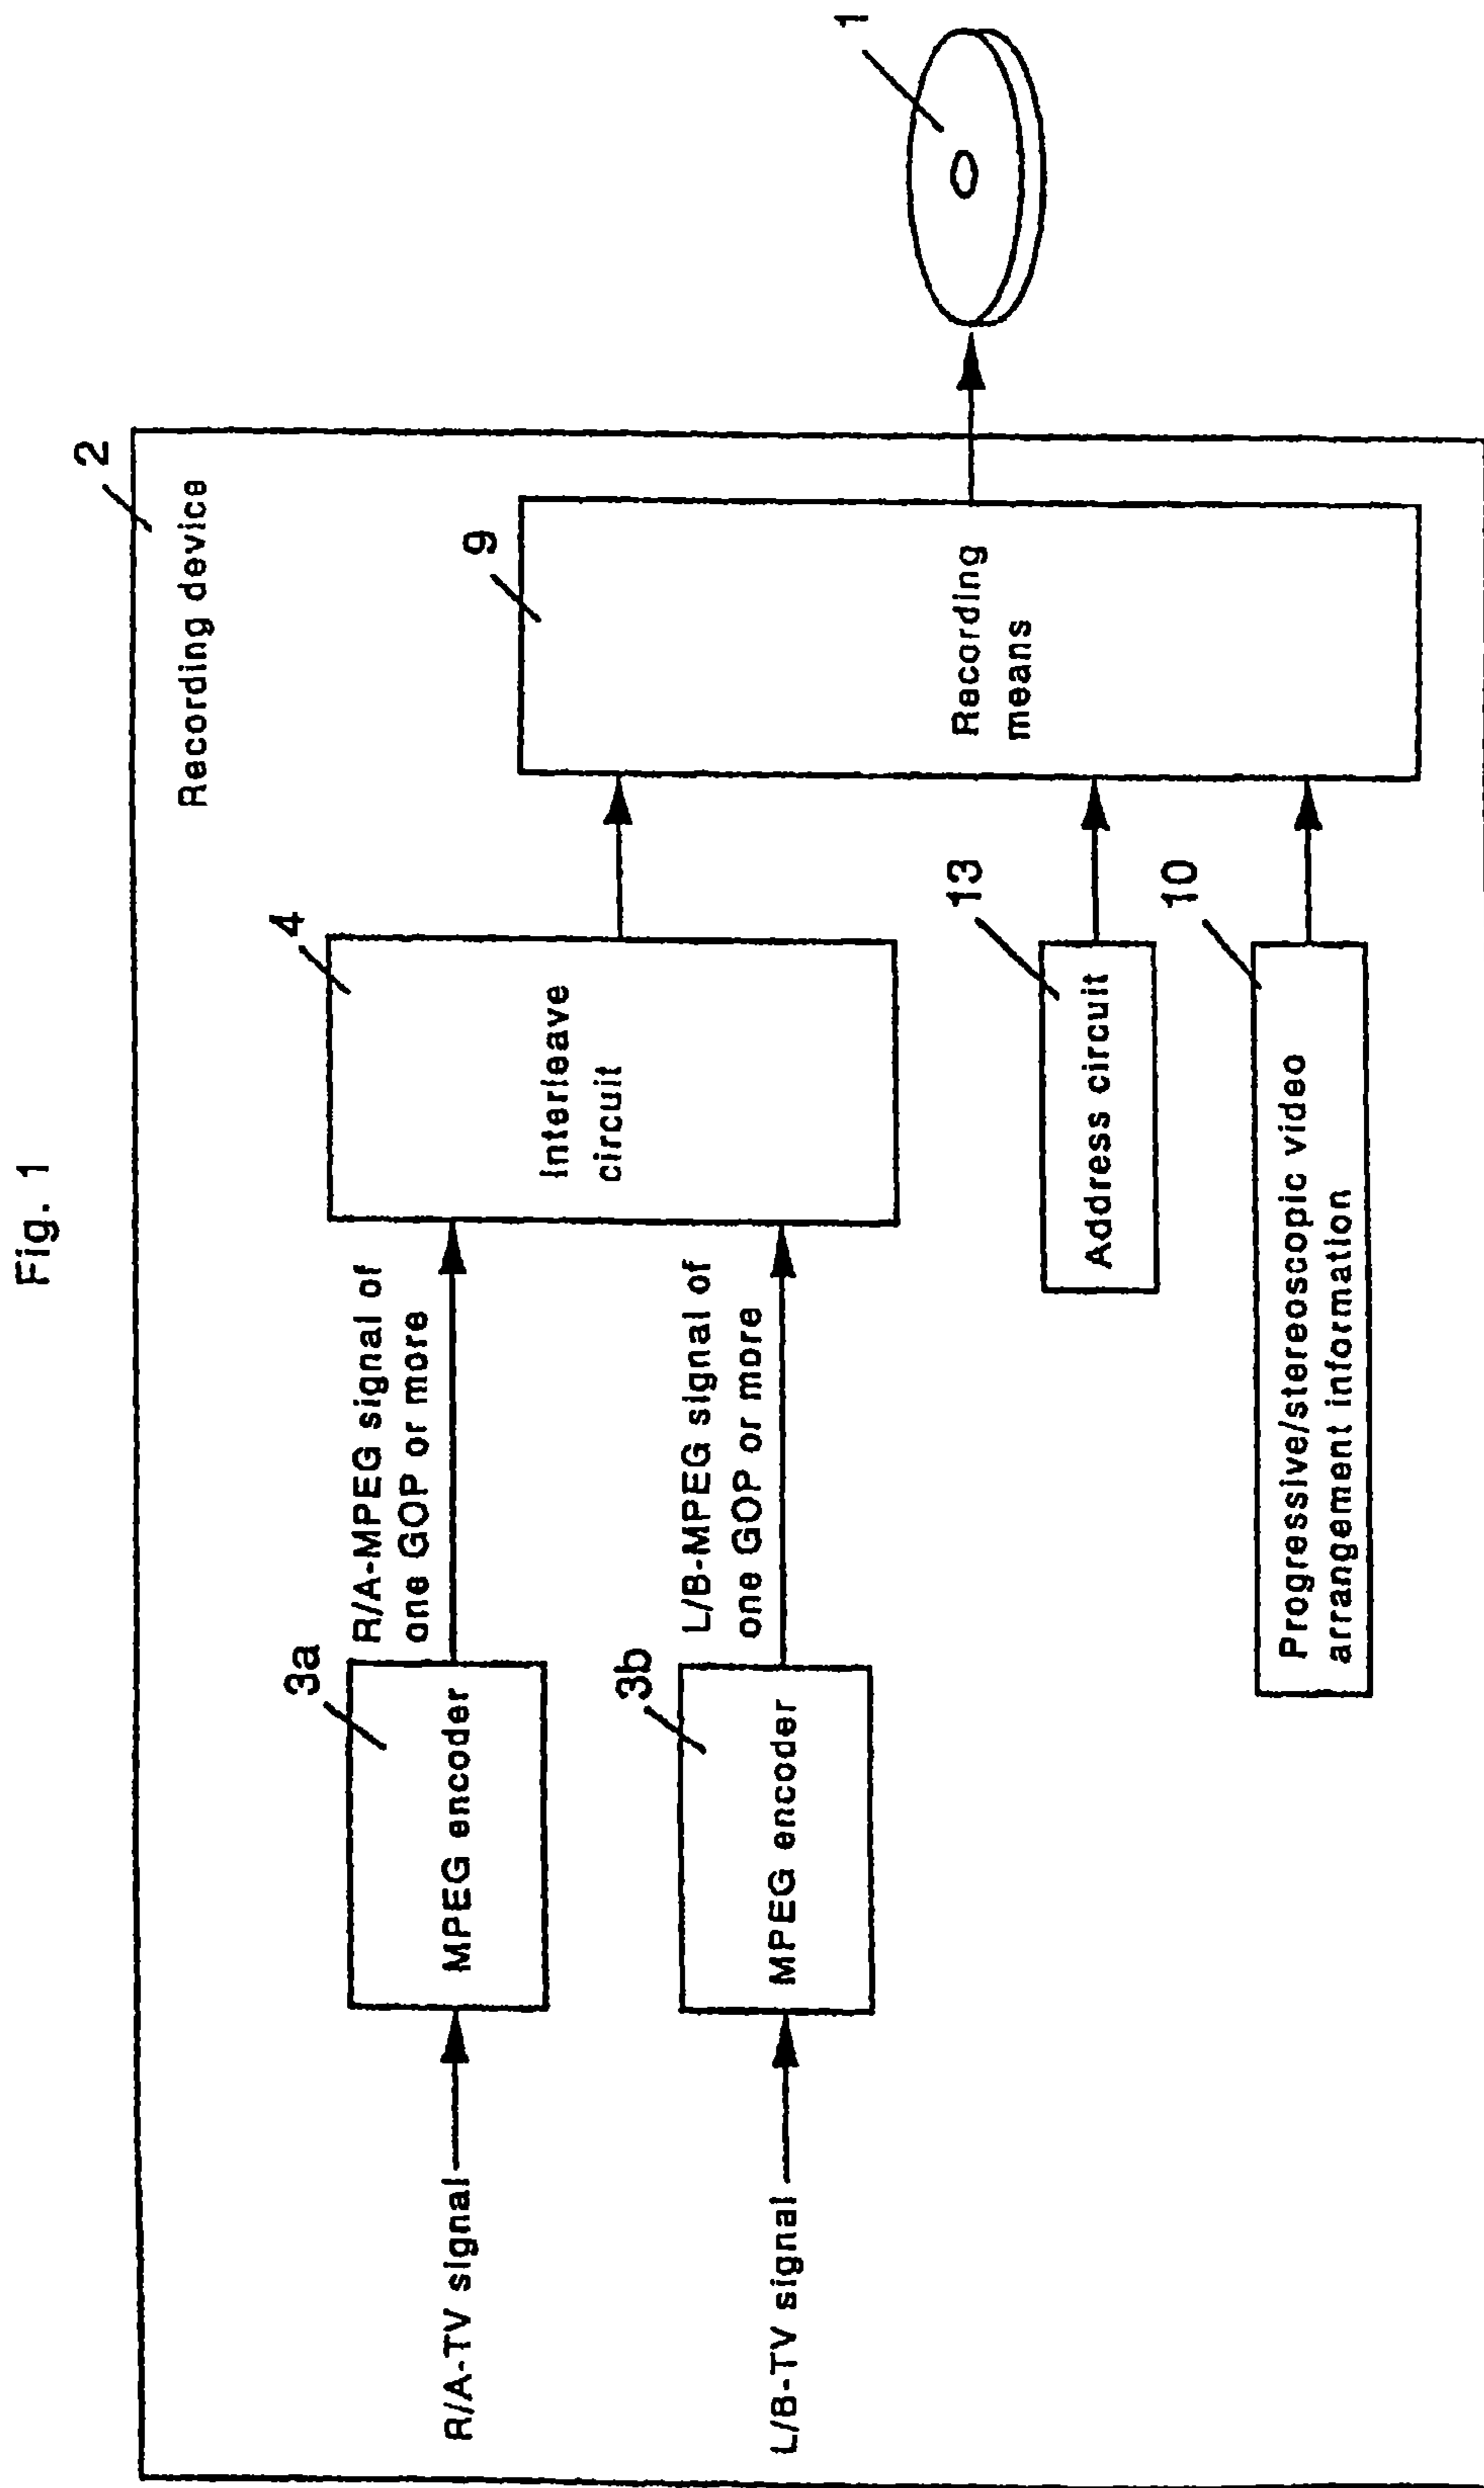 Fig. 1
2
Recording device
1
R/A-TV signal
3a
MPEG encoder
R/A-MPEG signal of
one GOP or more
L/B-TV signal
3b
MPEG encoder
L/B-MPEG signal of
one GOP or more
4
Interleave
circuit
9
Recording
means
13
Address circuit
10
Progressive/stereoscopic video
arrangement information